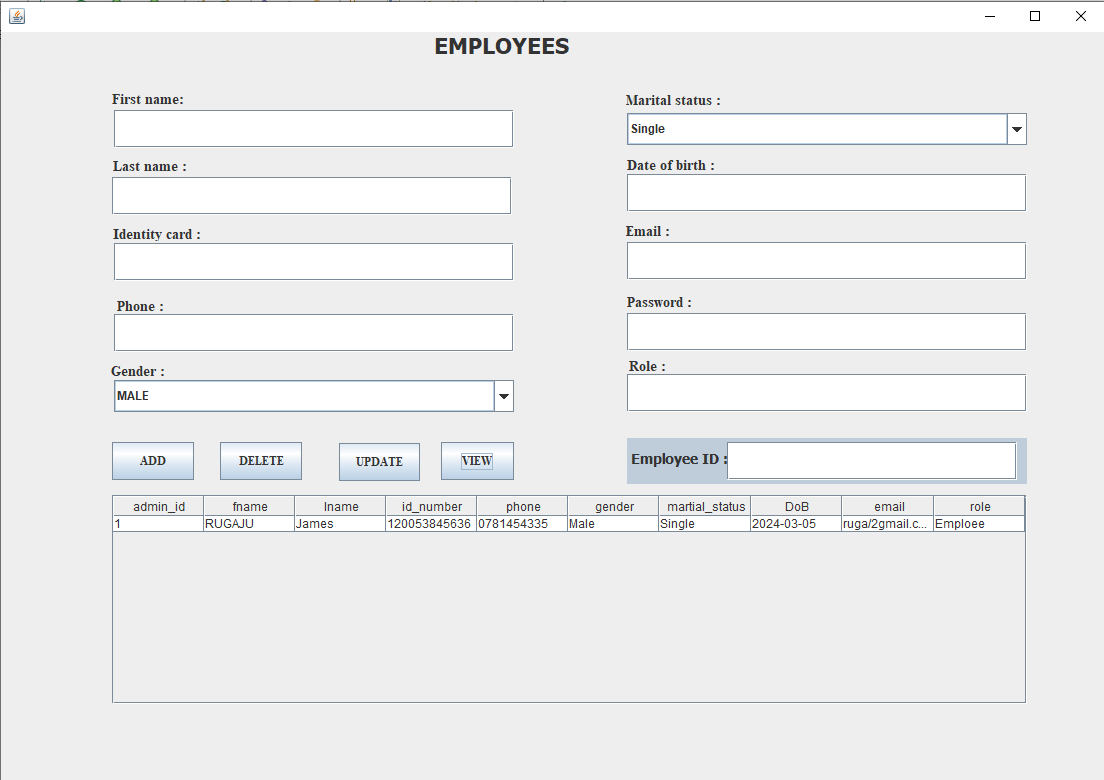 EMPLOYEES
First name:
Last name :
Identity card :
Phone :
Gender :
MALE
Marital status :
Single
Date of birth :
Email :
Password :
Role :
ADD DELETE UPDATE VIEW
Employee ID :
admin_id fname lname id_number phone gender martial_status DoB email role
1 RUGAJU James 120053845636 0781454335 Male Single 2024-03-05 ruga/2gmail.c... Emploee